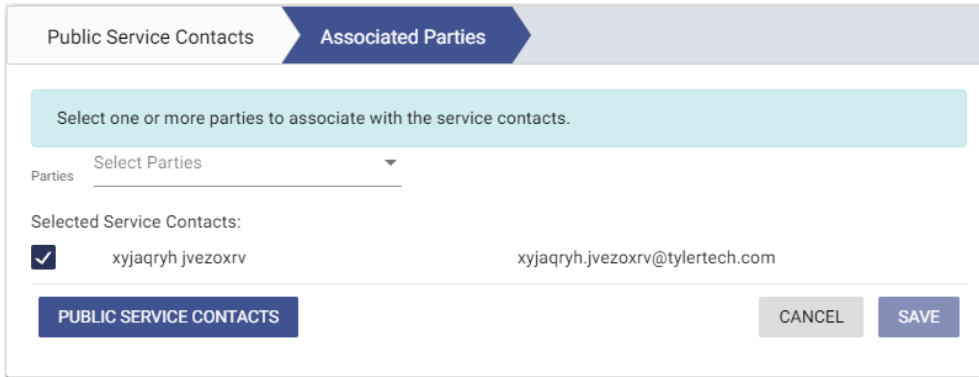 Public Service Contacts
Associated Parties
Select one or more parties to associate with the service contacts.
Parties Select Parties
Selected Service Contacts:
xyjaqryh jvezoxrv xyjaqryh.jvezoxrv@tylertech.com
PUBLIC SERVICE CONTACTS CANCEL SAVE